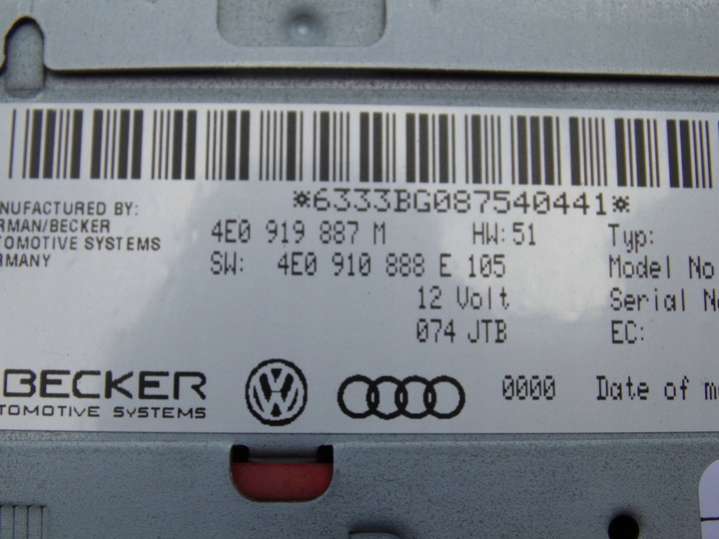 *6333BG087540441*
NUFACTURED BY:
RMAN/BECKER
TOMOTIVE SYSTEMS
RMANY
4E0 919 887 M HW: 51 Typ:
SW: 4E0 910 888 E 105 Model No
12 Volt Serial N
074 JTB EC:
BECKER
TOMOTIVE SYSTEMS
0000 Date of m